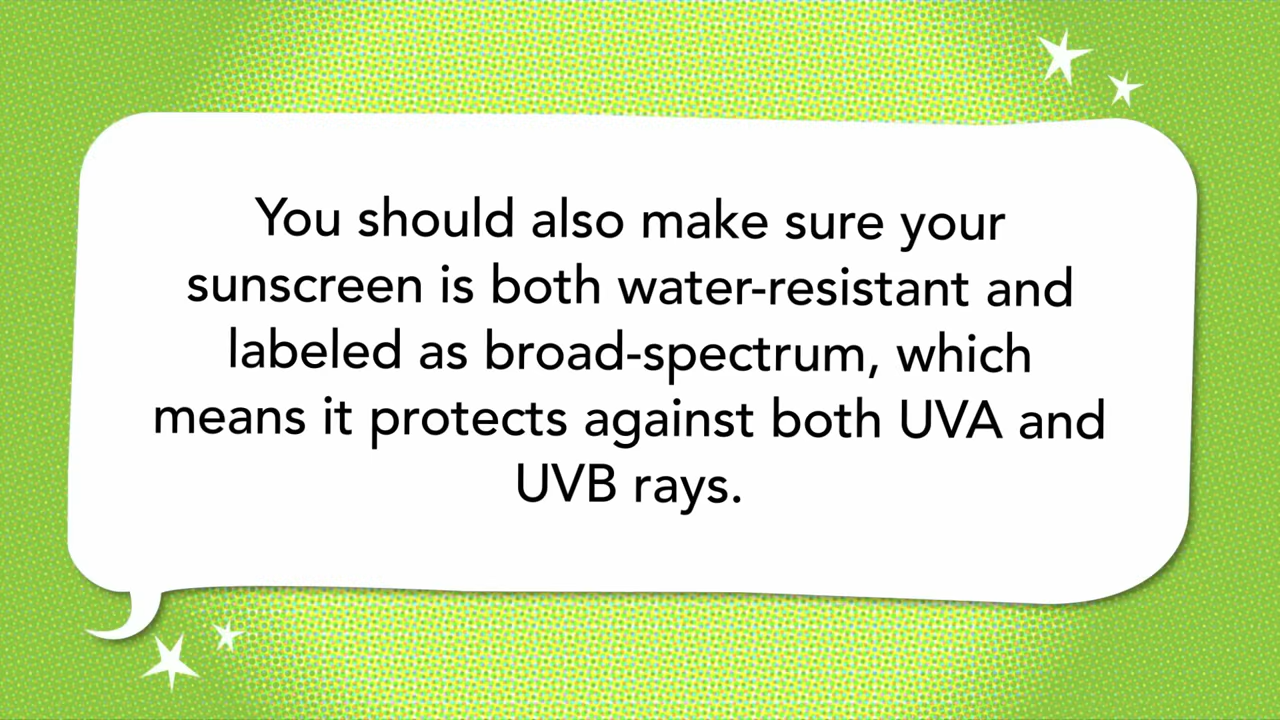 You should also make sure your
sunscreen is both water-resistant and
labeled as broad-spectrum, which
means it protects against both UVA and
UVB rays.